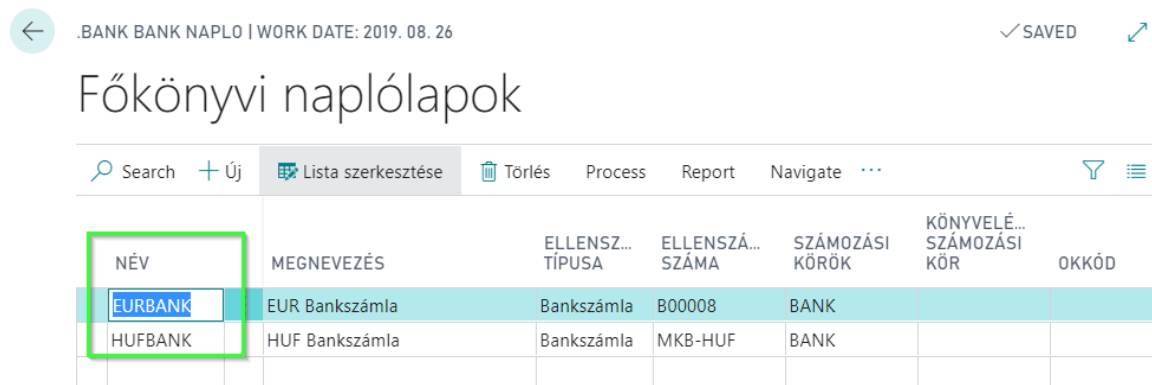 .BANK BANK NAPLO | WORK DATE: 2019. 08. 26
SAVED
Főkönyvi naplólapok
Search Új Lista szerkesztése Törlés Process Report Navigate ...
NÉV MEGNEVEZÉS ELLENSZ... TÍPUSA ELLENSZÁ... SZÁMA SZÁMOZÁSI KÖRÖK KÖNYVELÉ... SZÁMOZÁSI KÖR OKKÓD
EURBANK EUR Bankszámla Bankszámla B00008 BANK
HUFBANK HUF Bankszámla Bankszámla MKB-HUF BANK